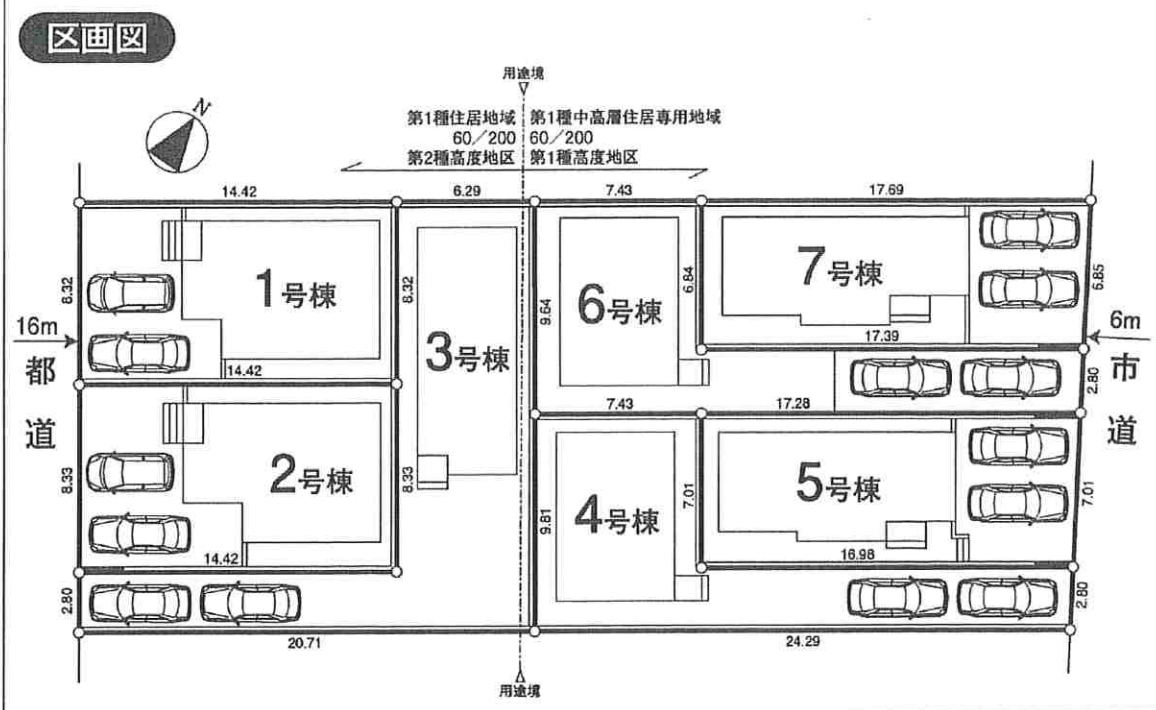 区画図
N
用途境
第1種住居地域 第1種中高層住居専用地域
60/200 60/200
第2種高度地区 第1種高度地区
14.42 6.29 7.43 17.69
8.32
1号棟
8.32
14.42
3号棟
9.64
6号棟
6.84
7号棟
17.39
6.85
16m
都道
6m
市道
2.80
7.43 17.28
8.33
2号棟
8.33
14.42
9.81
4号棟
7.01
5号棟
16.98
7.01
2.80
2.80
20.71 24.29
用途境